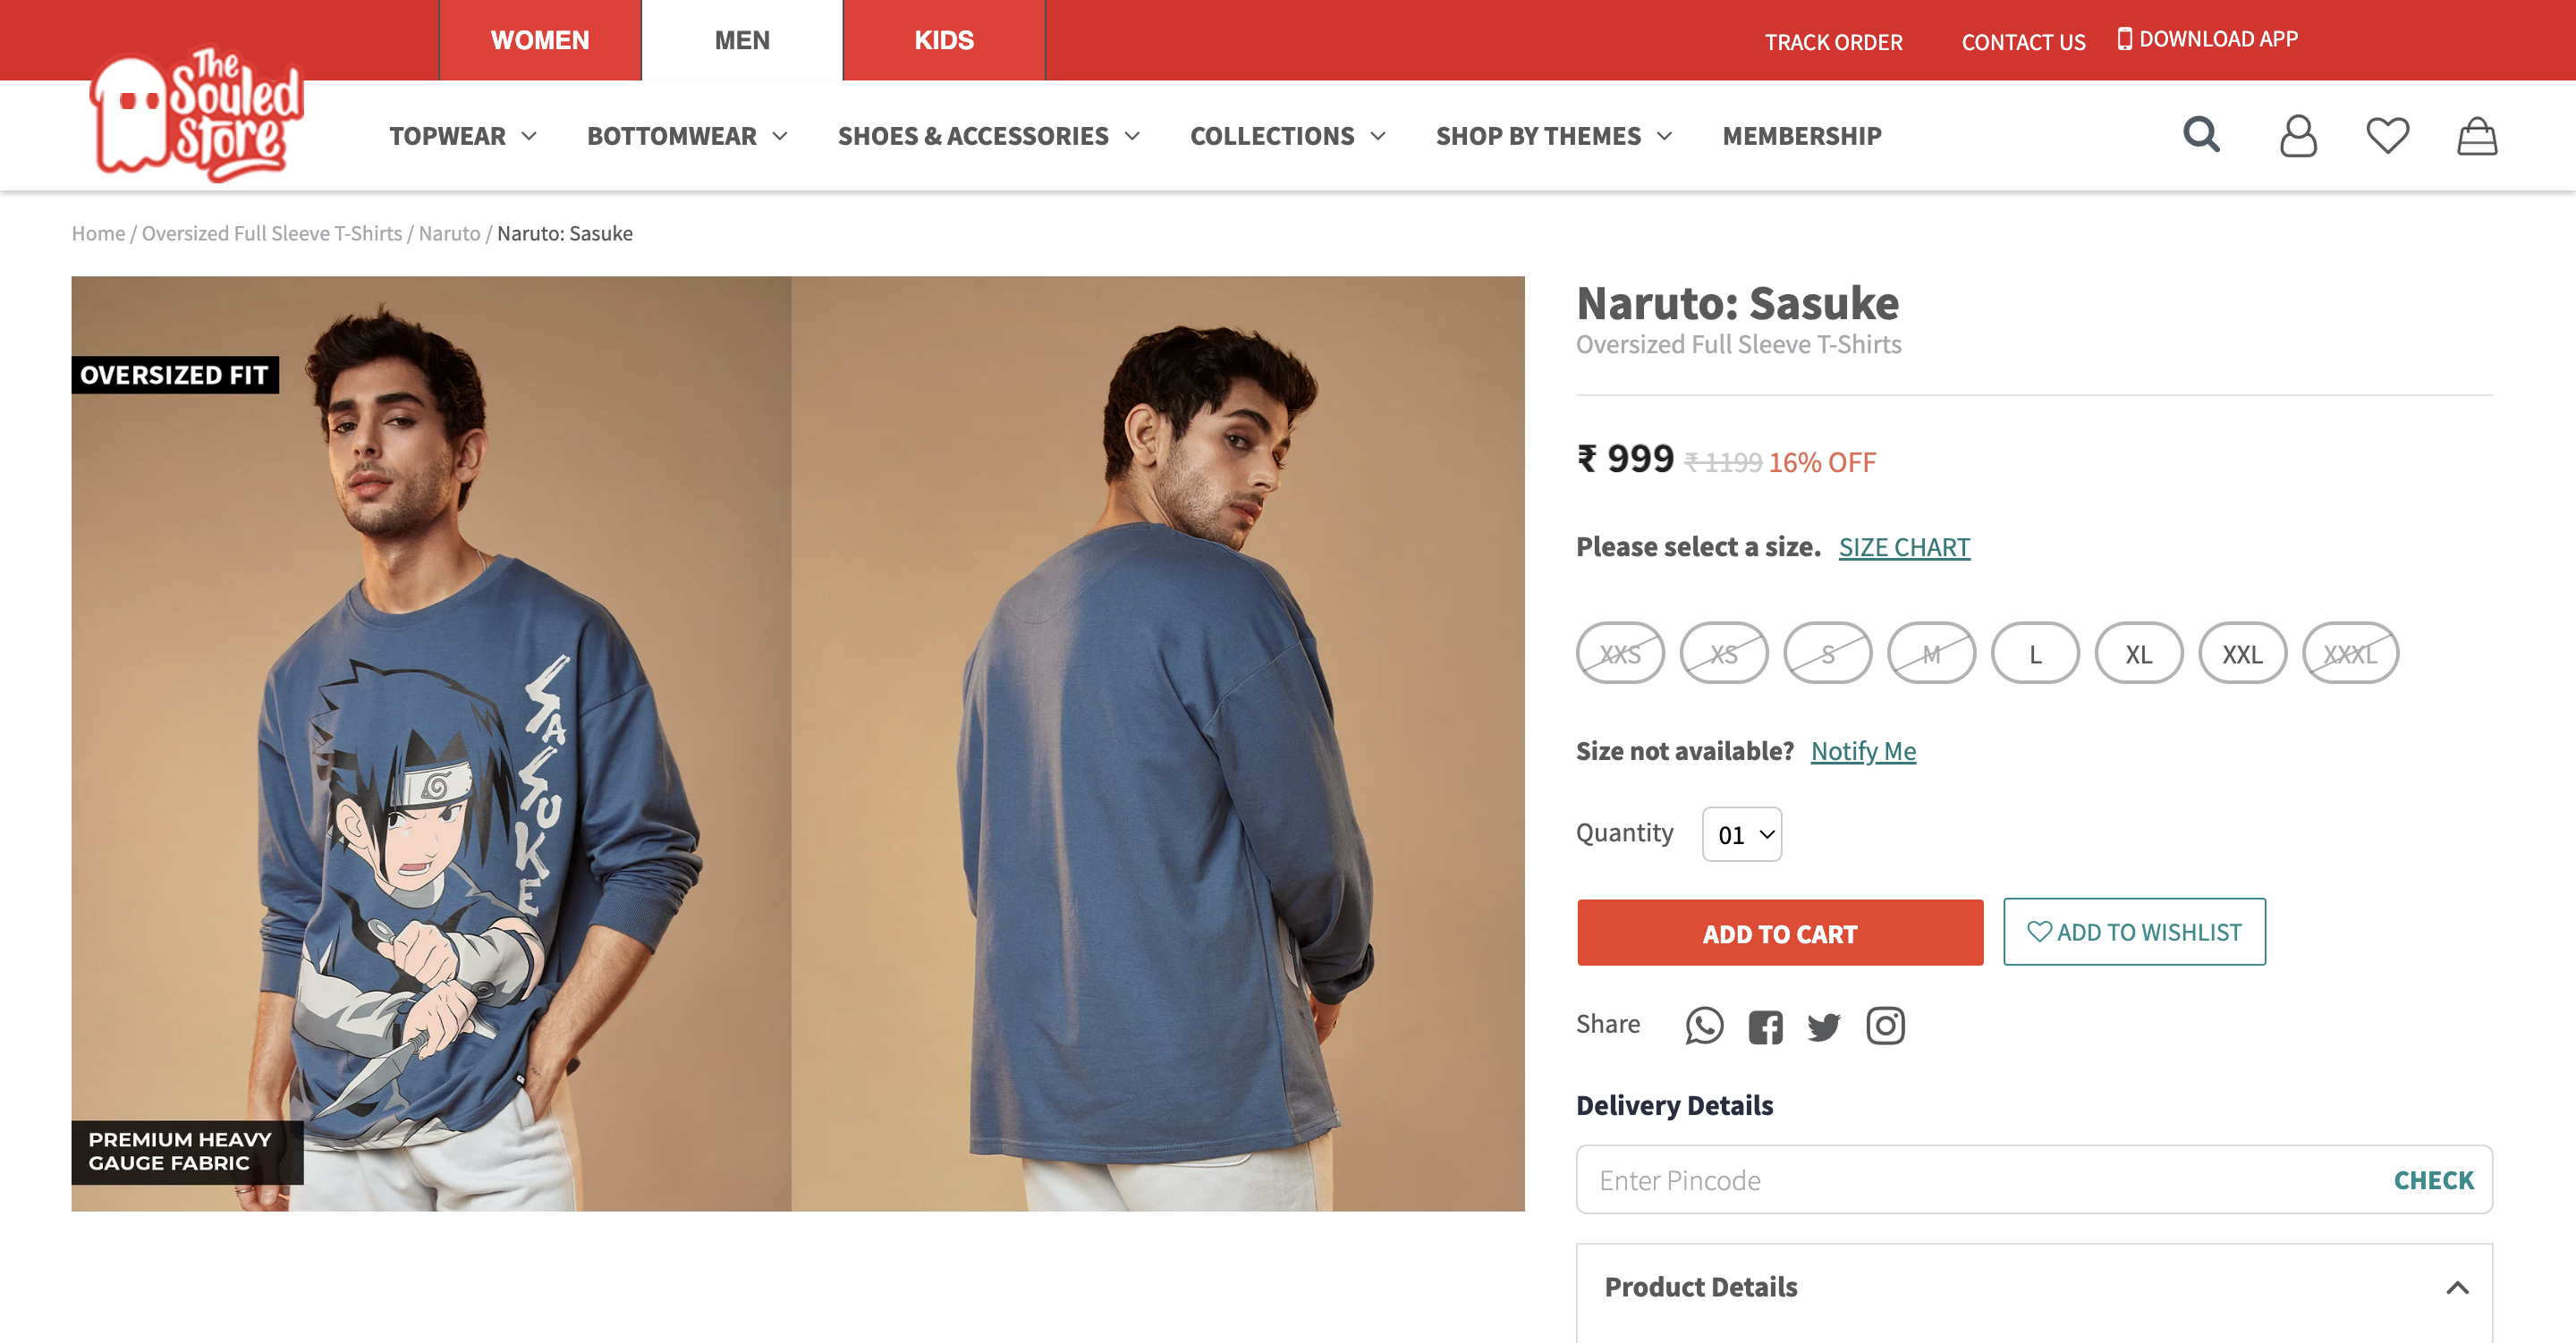 WOMEN
MEN
KIDS
TRACK ORDER
CONTACT US
DOWNLOAD APP
The
Souled
Store
TOPWEAR
BOTTOMWEAR
SHOES & ACCESSORIES
COLLECTIONS
SHOP BY THEMES
MEMBERSHIP
Home / Oversized Full Sleeve T-Shirts / Naruto / Naruto: Sasuke
OVERSIZED FIT
SASUKE
PREMIUM HEAVY
GAUGE FABRIC
Naruto: Sasuke
Oversized Full Sleeve T-Shirts
₹ 999 ₹ 1199 16% OFF
Please select a size. SIZE CHART
XXS XS S M L XL XXL XXXL
Size not available? Notify Me
Quantity 01
ADD TO CART
ADD TO WISHLIST
Share
Delivery Details
Enter Pincode
CHECK
Product Details